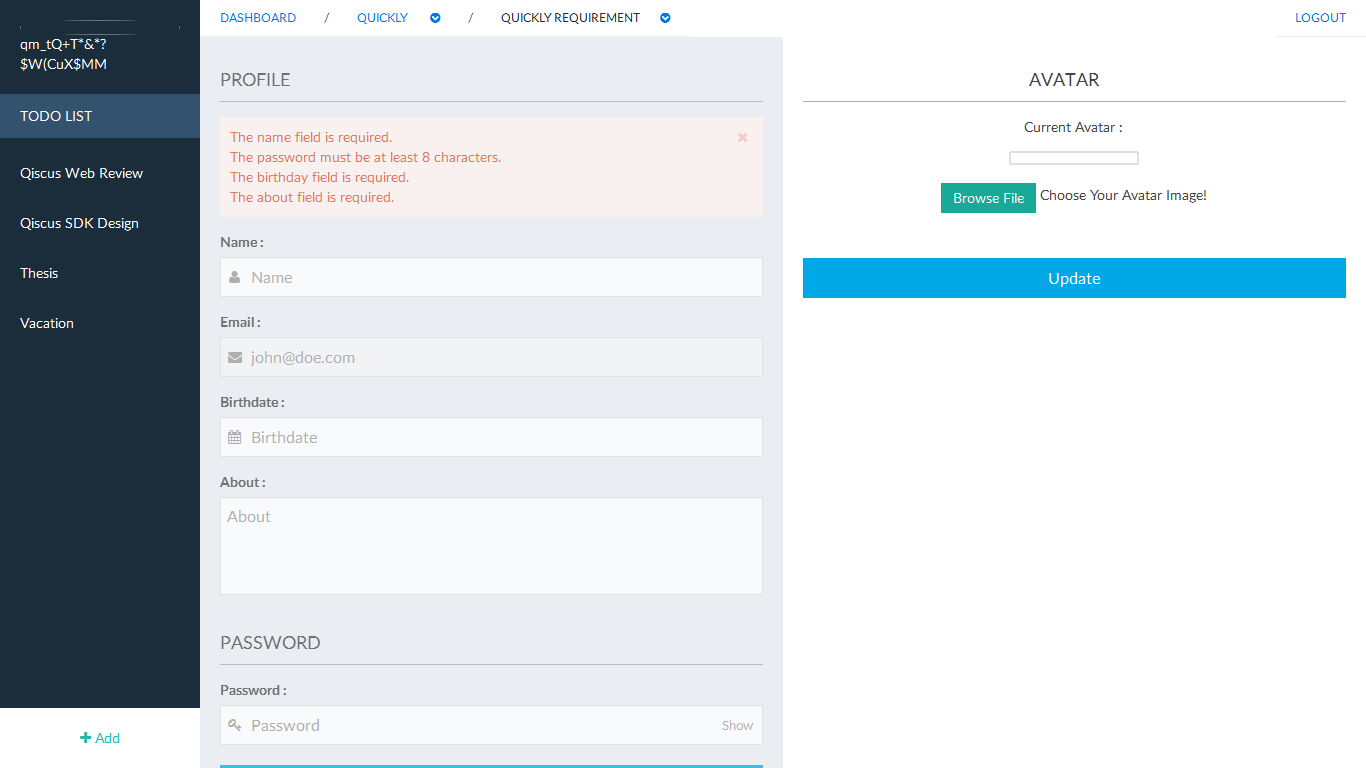 qm_tQ+T*&*?
$W(CuX$MM
TODO LIST
Qiscus Web Review
Qiscus SDK Design
Thesis
Vacation
Add
DASHBOARD / QUICKLY / QUICKLY REQUIREMENT
LOGOUT
PROFILE
The name field is required.
The password must be at least 8 characters.
The birthday field is required.
The about field is required.
Name :
Name
Email :
john@doe.com
Birthdate :
Birthdate
About :
About
PASSWORD
Password :
Password Show
AVATAR
Current Avatar :
Browse File Choose Your Avatar Image!
Update